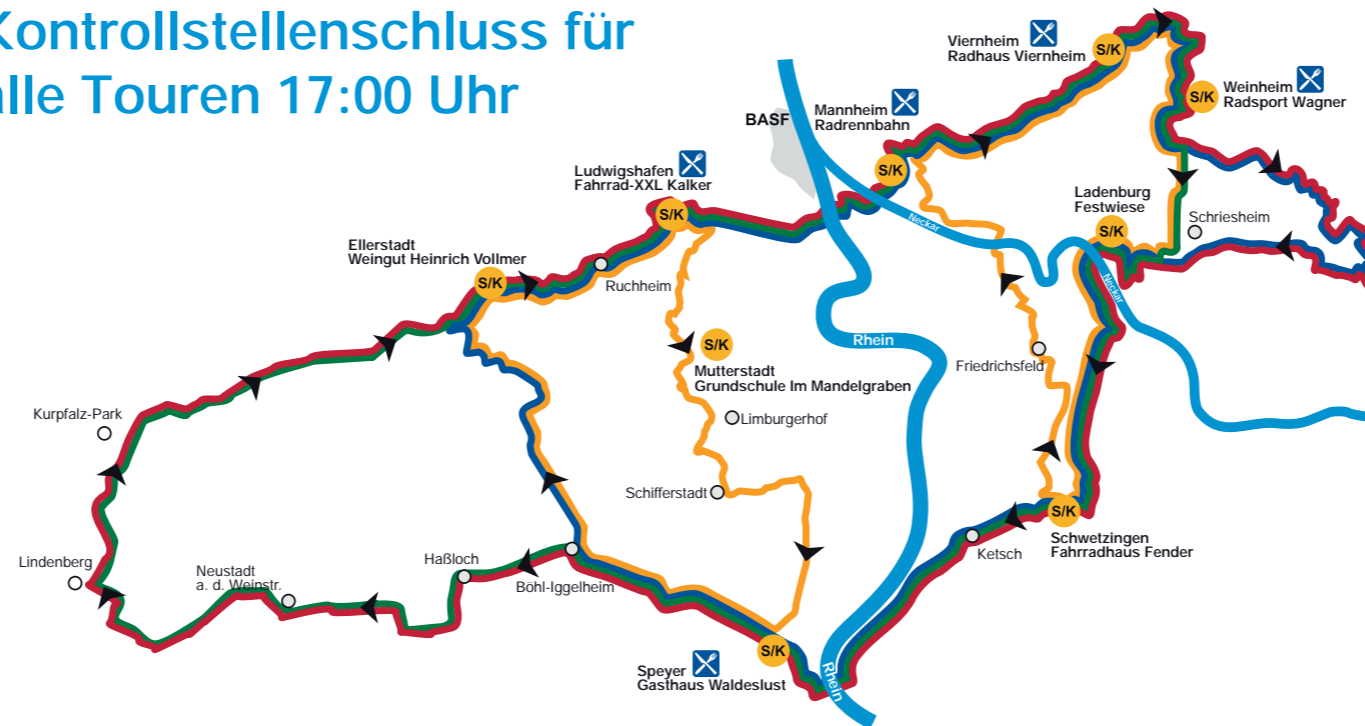 Kontrollstellenschluss für
alle Touren 17:00 Uhr
Viernheim
Radhaus Viernheim
S/K
Weinheim
Radsport Wagner
S/K
Mannheim
Radrennbahn
S/K
BASF
Ludwigshafen
Fahrrad-XXL Kalker
S/K
Ladenburg
Festwiese
S/K
Schriesheim
Neckar
Neckar
Ellerstadt
Weingut Heinrich Vollmer
S/K
Ruchheim
Rhein
S/K
Mutterstadt
Grundschule Im Mandelgraben
Friedrichsfeld
Limburgerhof
Kurpfalz-Park
Schifferstadt
S/K
Schwetzingen
Fahrradhaus Fender
Ketsch
Lindenberg
Neustadt
a. d. Weinstr.
Haßloch
Böhl-Iggelheim
S/K
Speyer
Gasthaus Waldeslust
Rhein